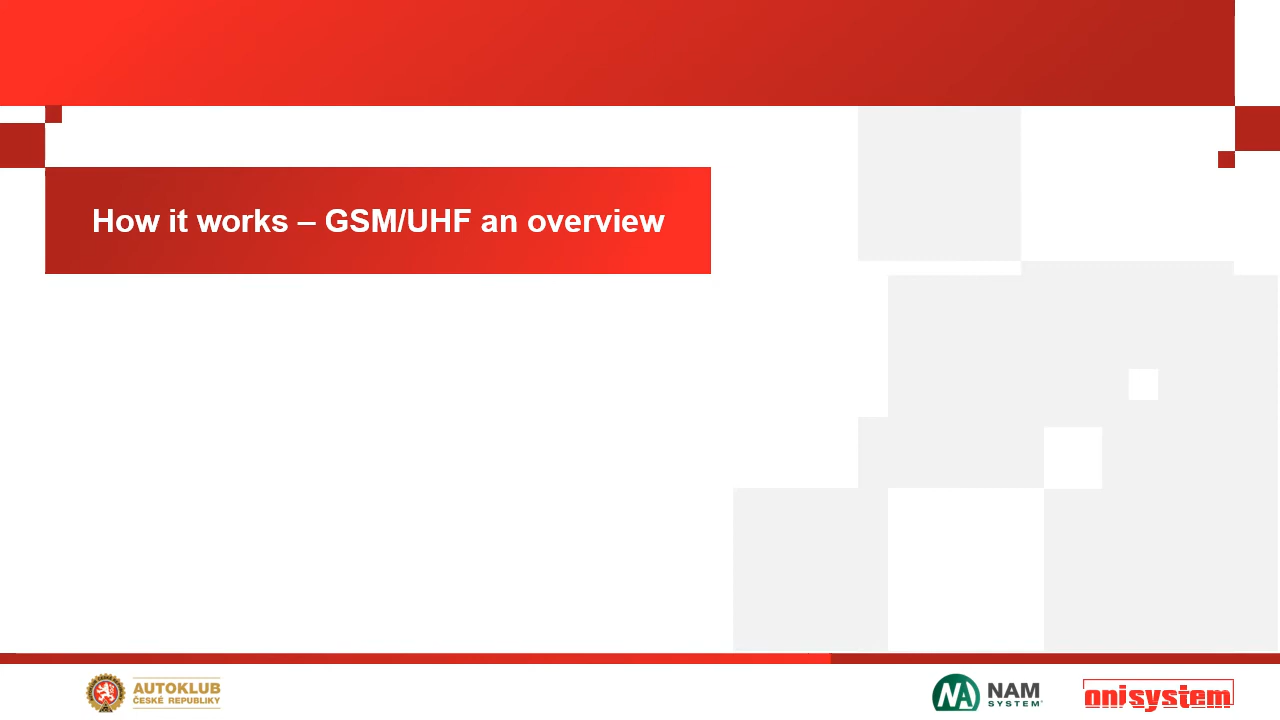 How it works – GSM/UHF an overview
AUTOKLUB
ČESKÉ REPUBLIKY
NAM
SYSTEM
onisystem